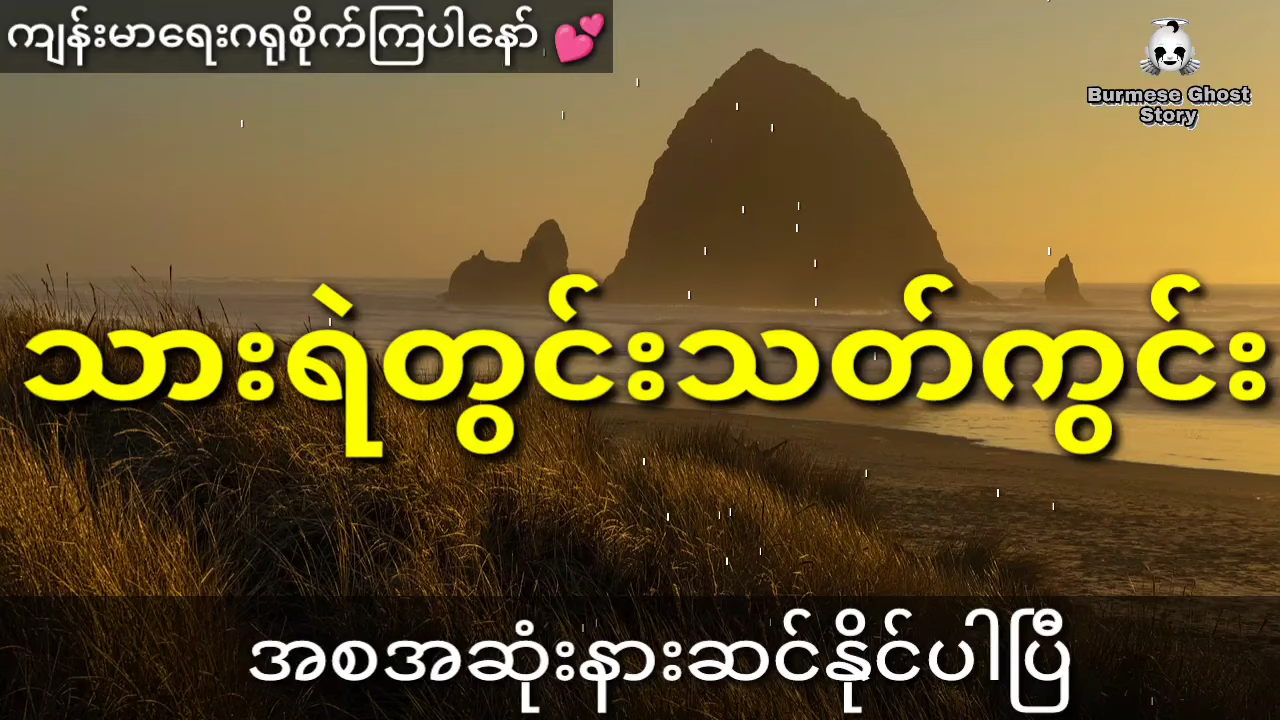 ကျန်းမာရေးဂရုစိုက်ကြပါနော် 💕
Burmese Ghost
Story
သားရဲတွင်းသတ်ကွင်း
အစအဆုံးနားဆင်နိုင်ပါပြီ